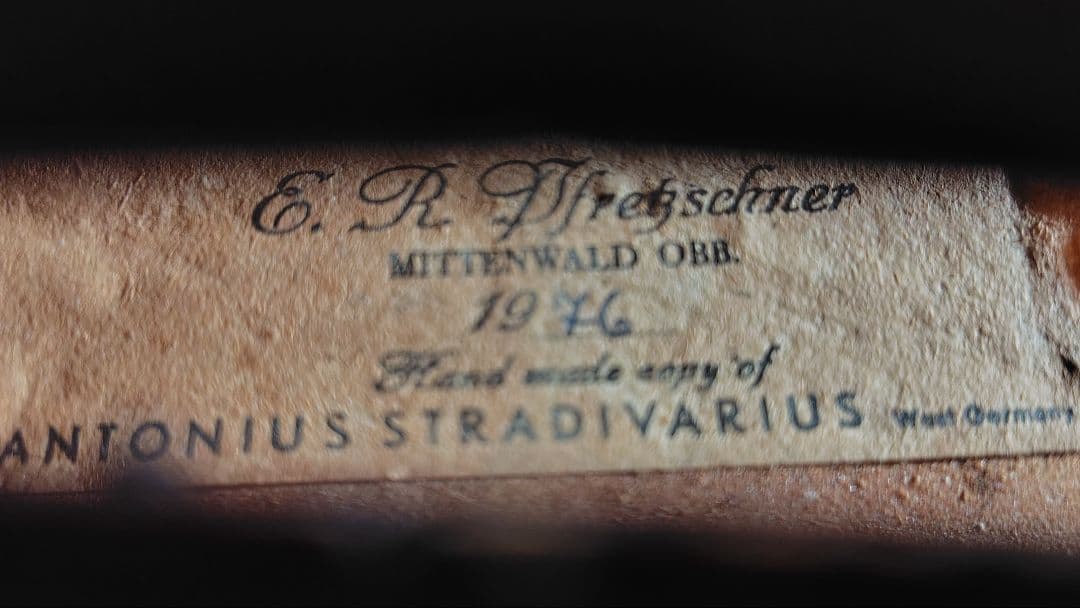 E. R. Pfretzschner
MITTENWALD OBB.
1976
Hand made copy of
ANTONIUS STRADIVARIUS West Germany